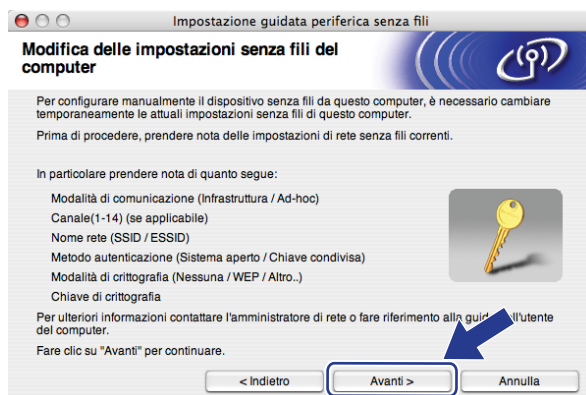 Impostazione guidata periferica senza fili
Modifica delle impostazioni senza fili del
computer
Per configurare manualmente il dispositivo senza fili da questo computer, è necessario cambiare
temporaneamente le attuali impostazioni senza fili di questo computer.
Prima di procedere, prendere nota delle impostazioni di rete senza fili correnti.
In particolare prendere nota di quanto segue:
Modalità di comunicazione (Infrastruttura / Ad-hoc)
Canale(1-14) (se applicabile)
Nome rete (SSID / ESSID)
Metodo autenticazione (Sistema aperto / Chiave condivisa)
Modalità di crittografia (Nessuna / WEP / Altro..)
Chiave di crittografia
Per ulteriori informazioni contattare l'amministratore di rete o fare riferimento alla
del computer.
Fare clic su "Avanti" per continuare.
< Indietro
Avanti >
Annulla